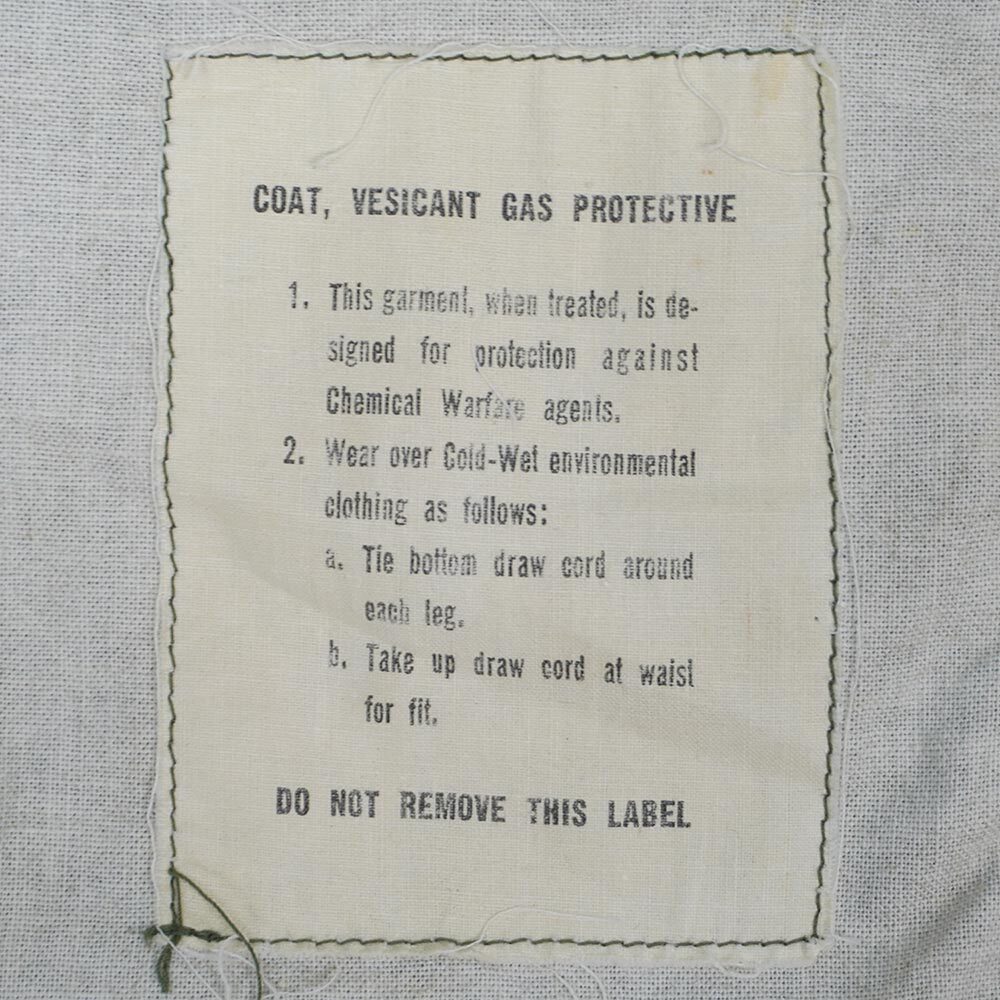 COAT, VESICANT GAS PROTECTIVE
1. This garment, when treated, is de-
signed for protection against
Chemical Warfare agents.
2. Wear over Cold-Wet environmental
clothing as follows:
a. Tie bottom draw cord around
each leg.
b. Take up draw cord at waist
for fit.
DO NOT REMOVE THIS LABEL